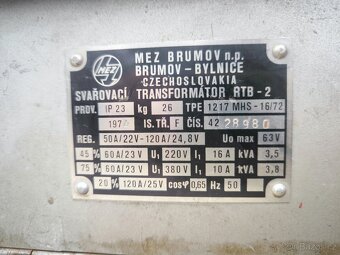 MEZ BRUMOV n.p.
BRUMOV - BYLNICE
CZECHOSLOVAKIA
SVAŘOVACÍ TRANSFORMÁTOR RTB - 2
PROV. IP 23 kg 26 TPE 1217 MHS - 16/72
197 IS.TŘ. F ČÍS. 42 28980
REG. 50A/22V - 120A/24,8V Uo max 63V
45 % 60A/23 V U₁ 220V I₁ 16 A kVA 3,5
75 % 60A/23 V U₁ 380V I₁ 10 A kVA 3,8
20 % 120A/25V cosφ 0,65 Hz 50